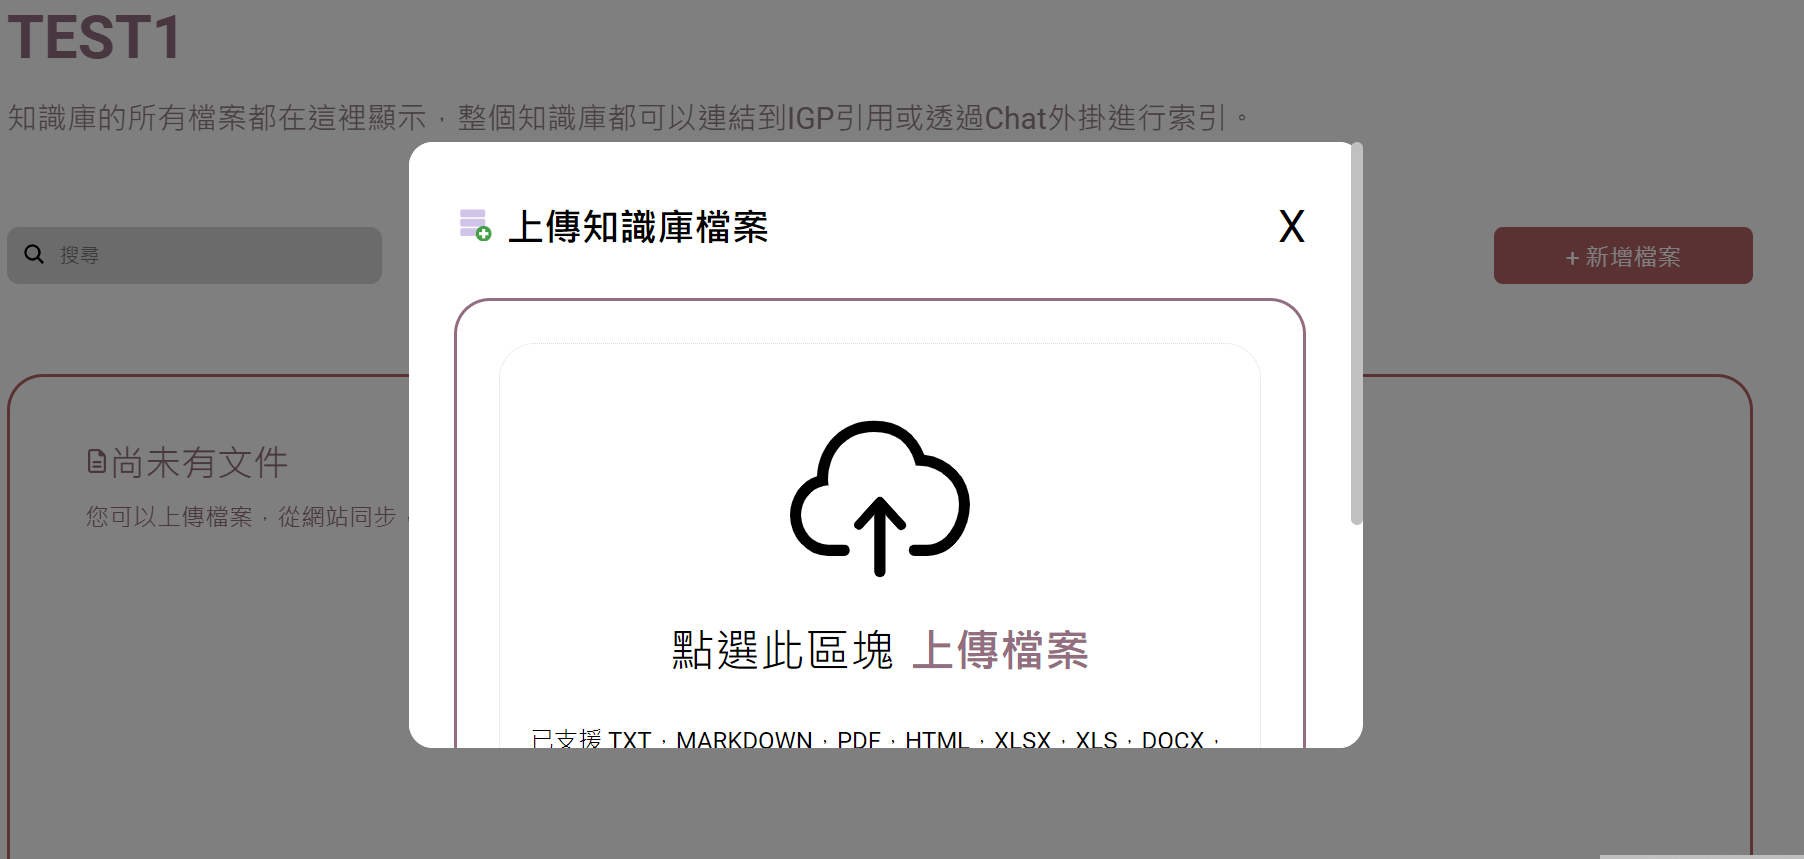 TEST1
知識庫的所有檔案都在這裡顯示，整個知識庫都可以連結到IGP引用或透過Chat外掛進行索引。
上傳知識庫檔案
X
搜尋
+ 新增檔案
尚未有文件
您可以上傳檔案，從網站同步，
點選此區塊 上傳檔案
已支援 TXT，MARKDOWN，PDF，HTML，XLSX，XLS，DOCX，